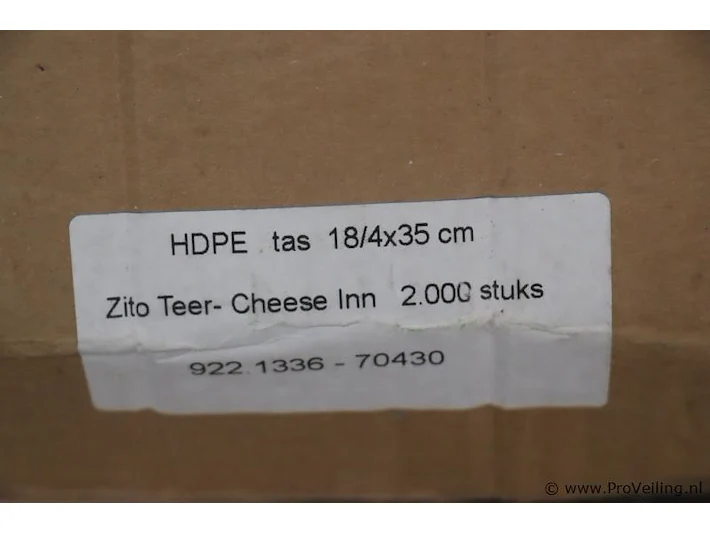 HDPE tas 18/4x35 cm
Zito Teer- Cheese Inn 2.000 stuks
922.1336 - 70430
© www.ProVeiling.nl